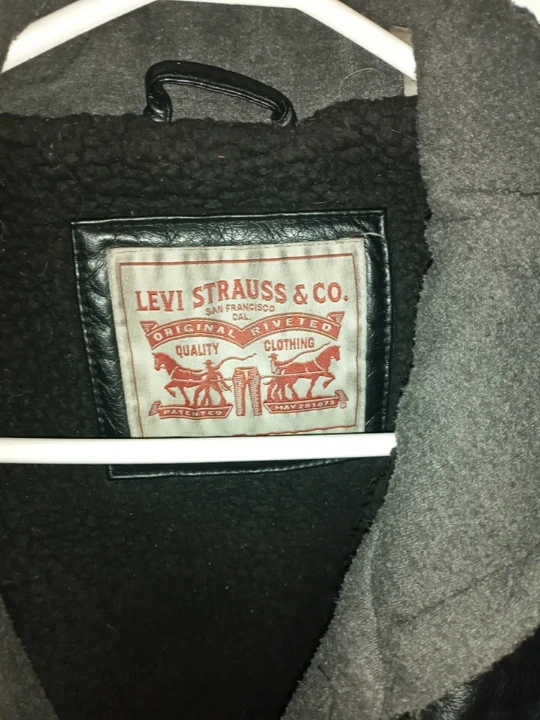 LEVI STRAUSS & CO.
SAN FRANCISCO
CAL.
ORIGINAL RIVETED
QUALITY CLOTHING
PATENTED MAY 20 1873
®